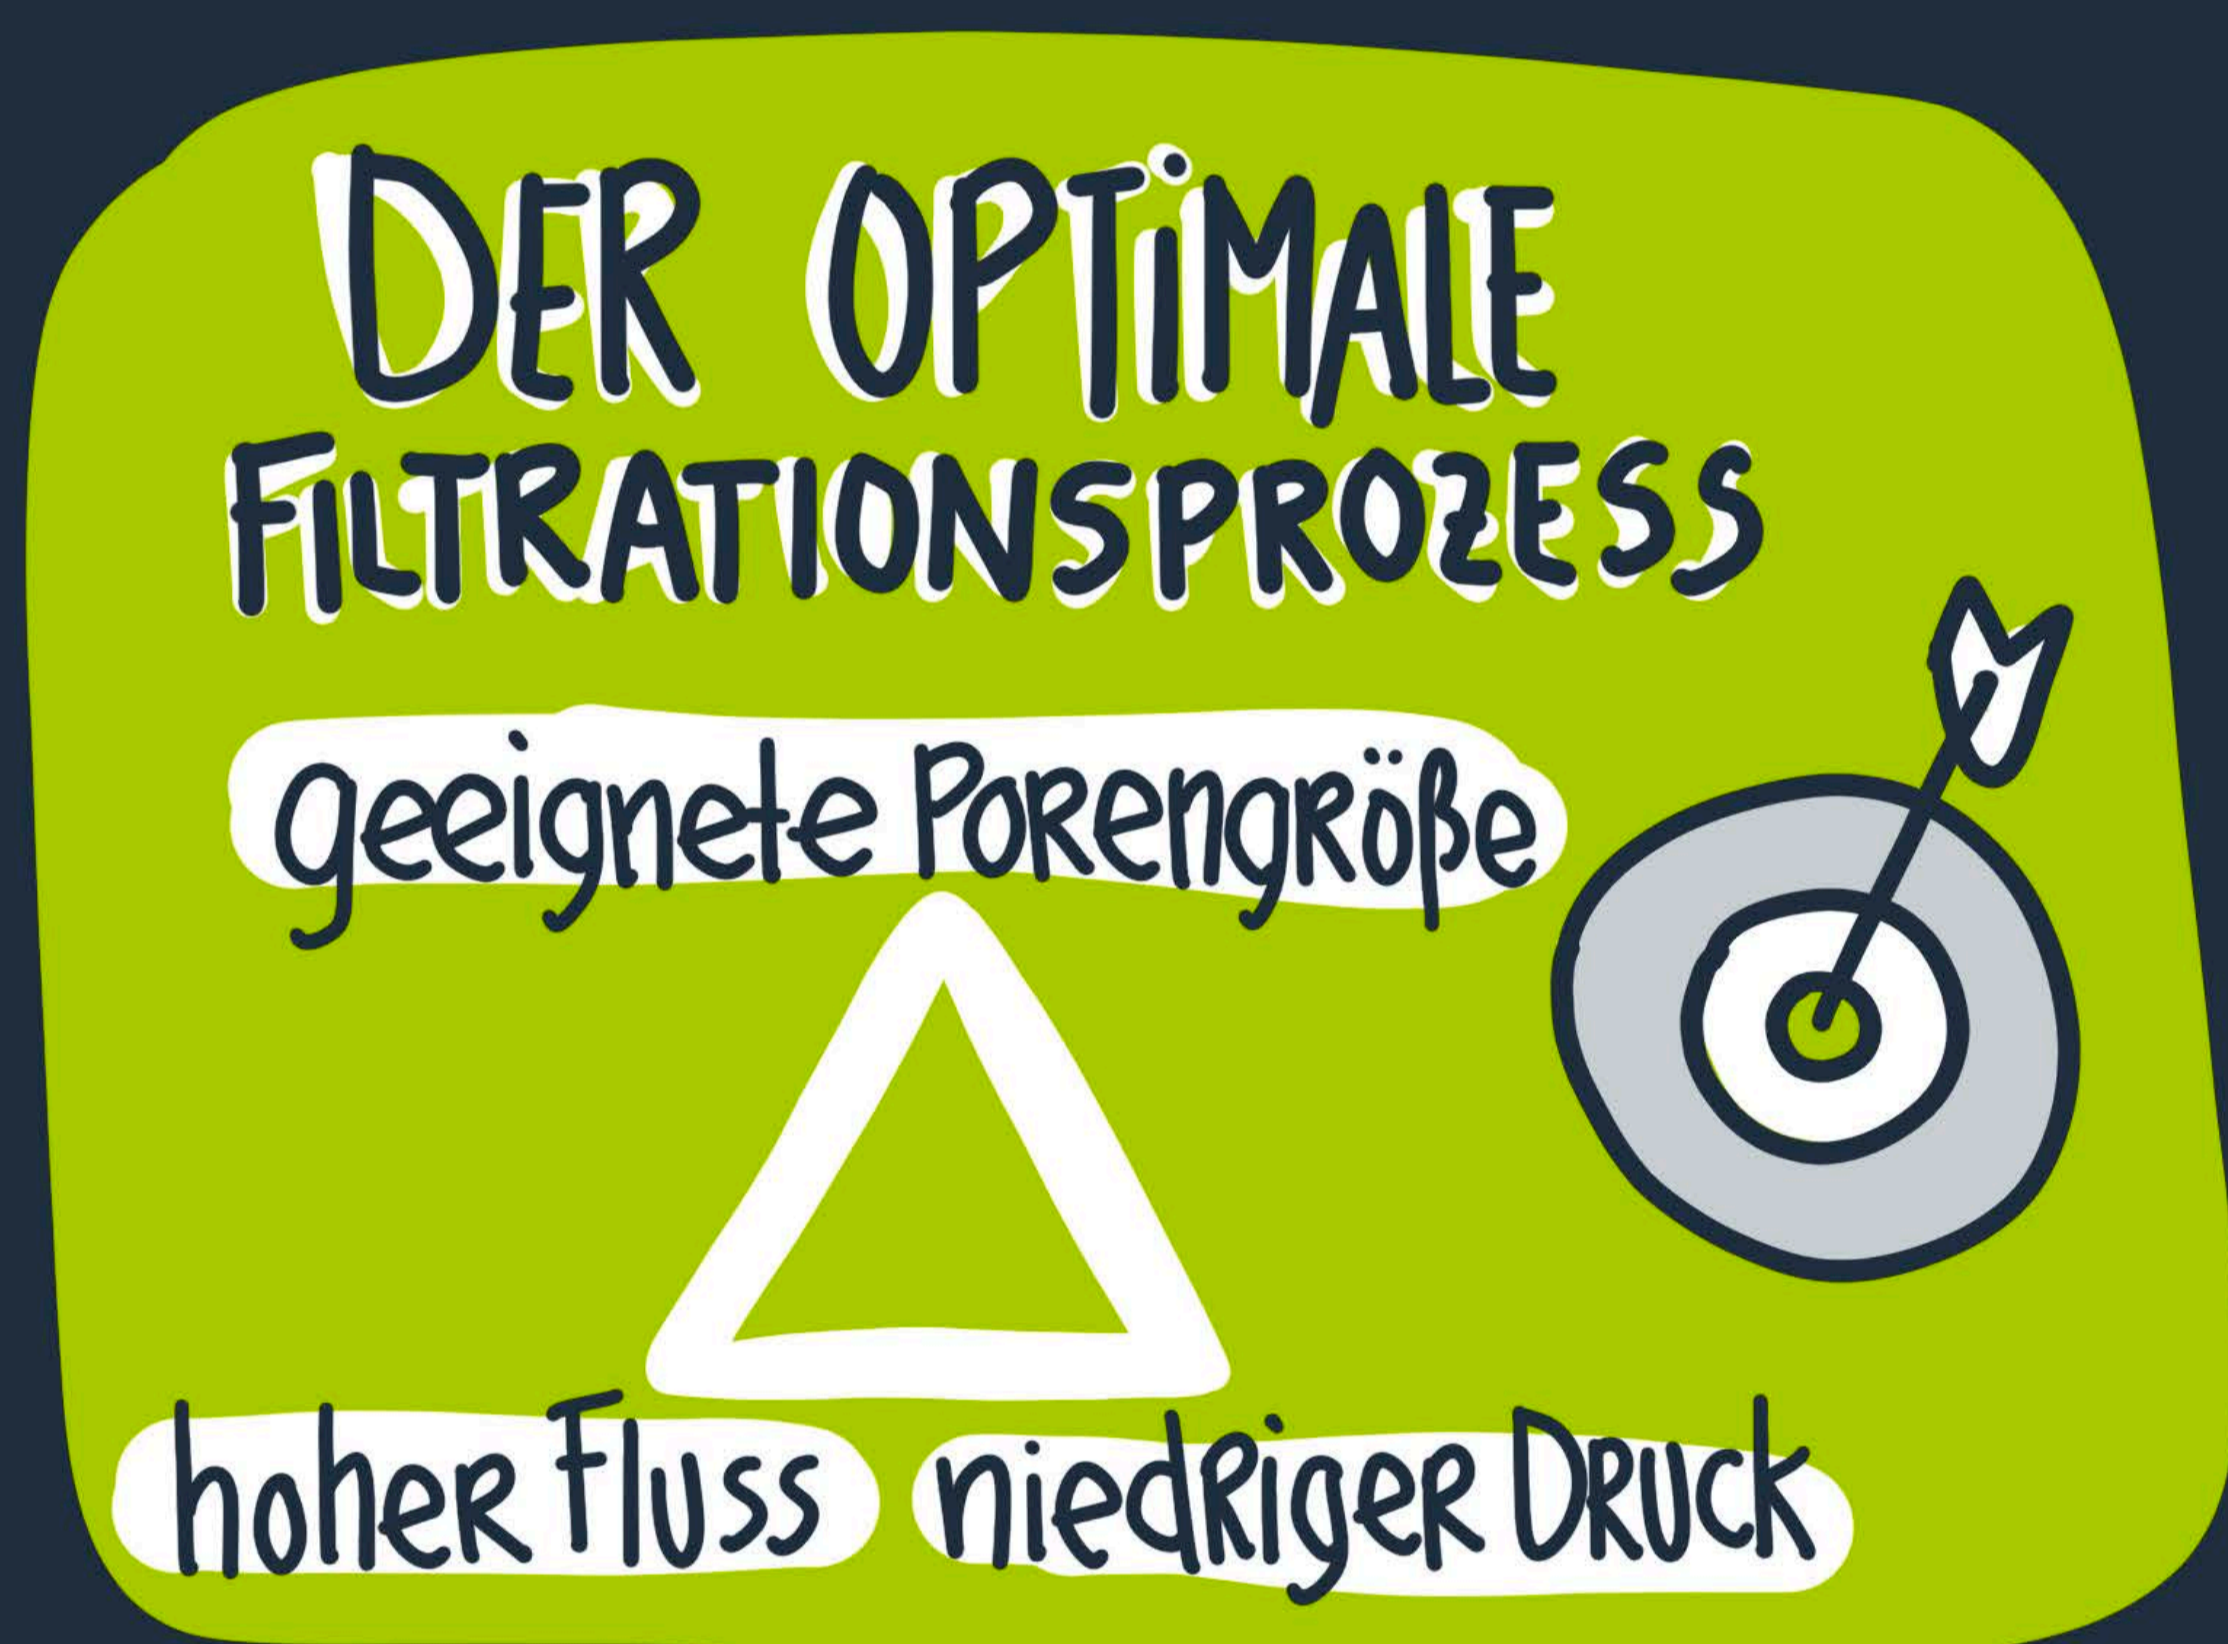 DER OPTiMALE
FILTRATIONSPROZESS
geeignete Porengröße
hoher Fluss niedriger Druck